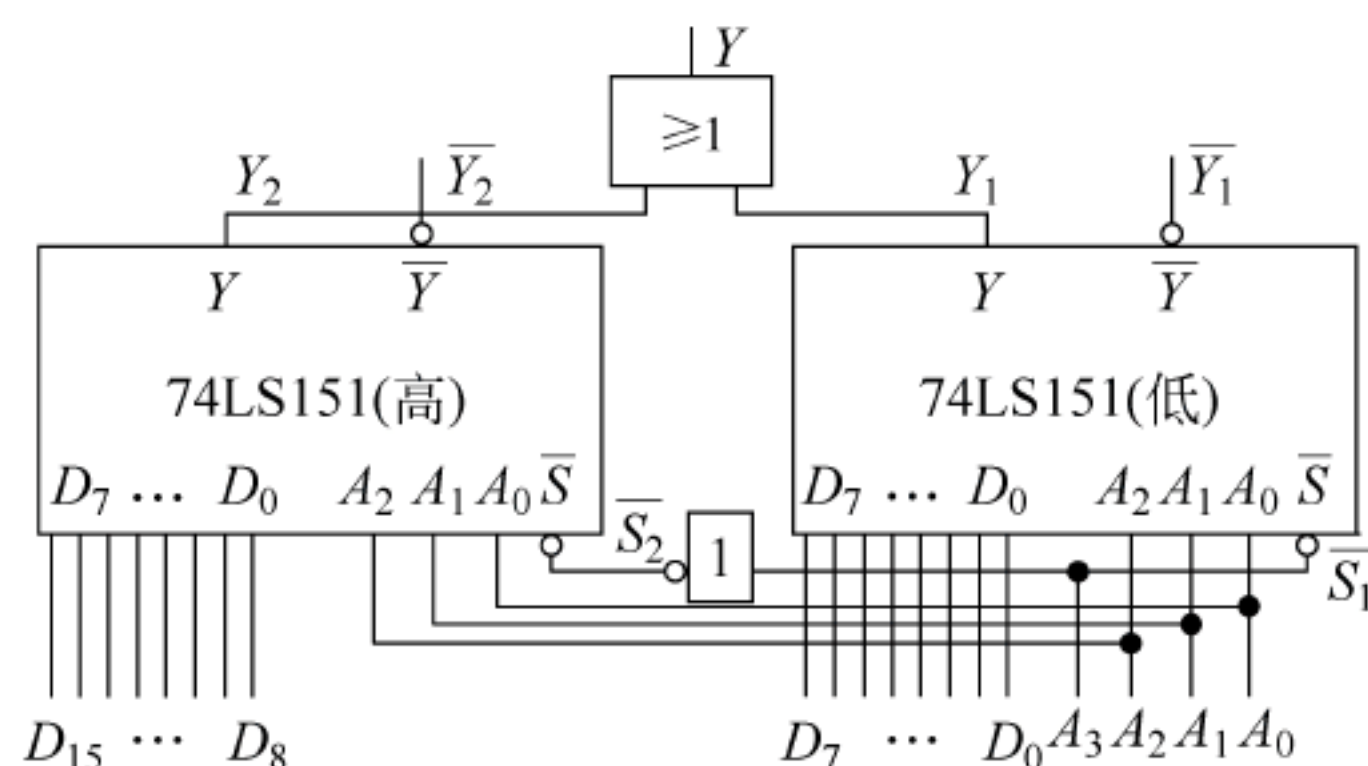 Y
≥1
Y₂ Y̅₂ Y₁ Y̅₁
Y Y̅ Y Y̅
74LS151(高) 74LS151(低)
D₇ ⋯ D₀ A₂ A₁ A₀ S̅ D₇ ⋯ D₀ A₂ A₁ A₀ S̅
S̅₂ 1 S̅₁
D₁₅ ⋯ D₈ D₇ ⋯ D₀ A₃ A₂ A₁ A₀